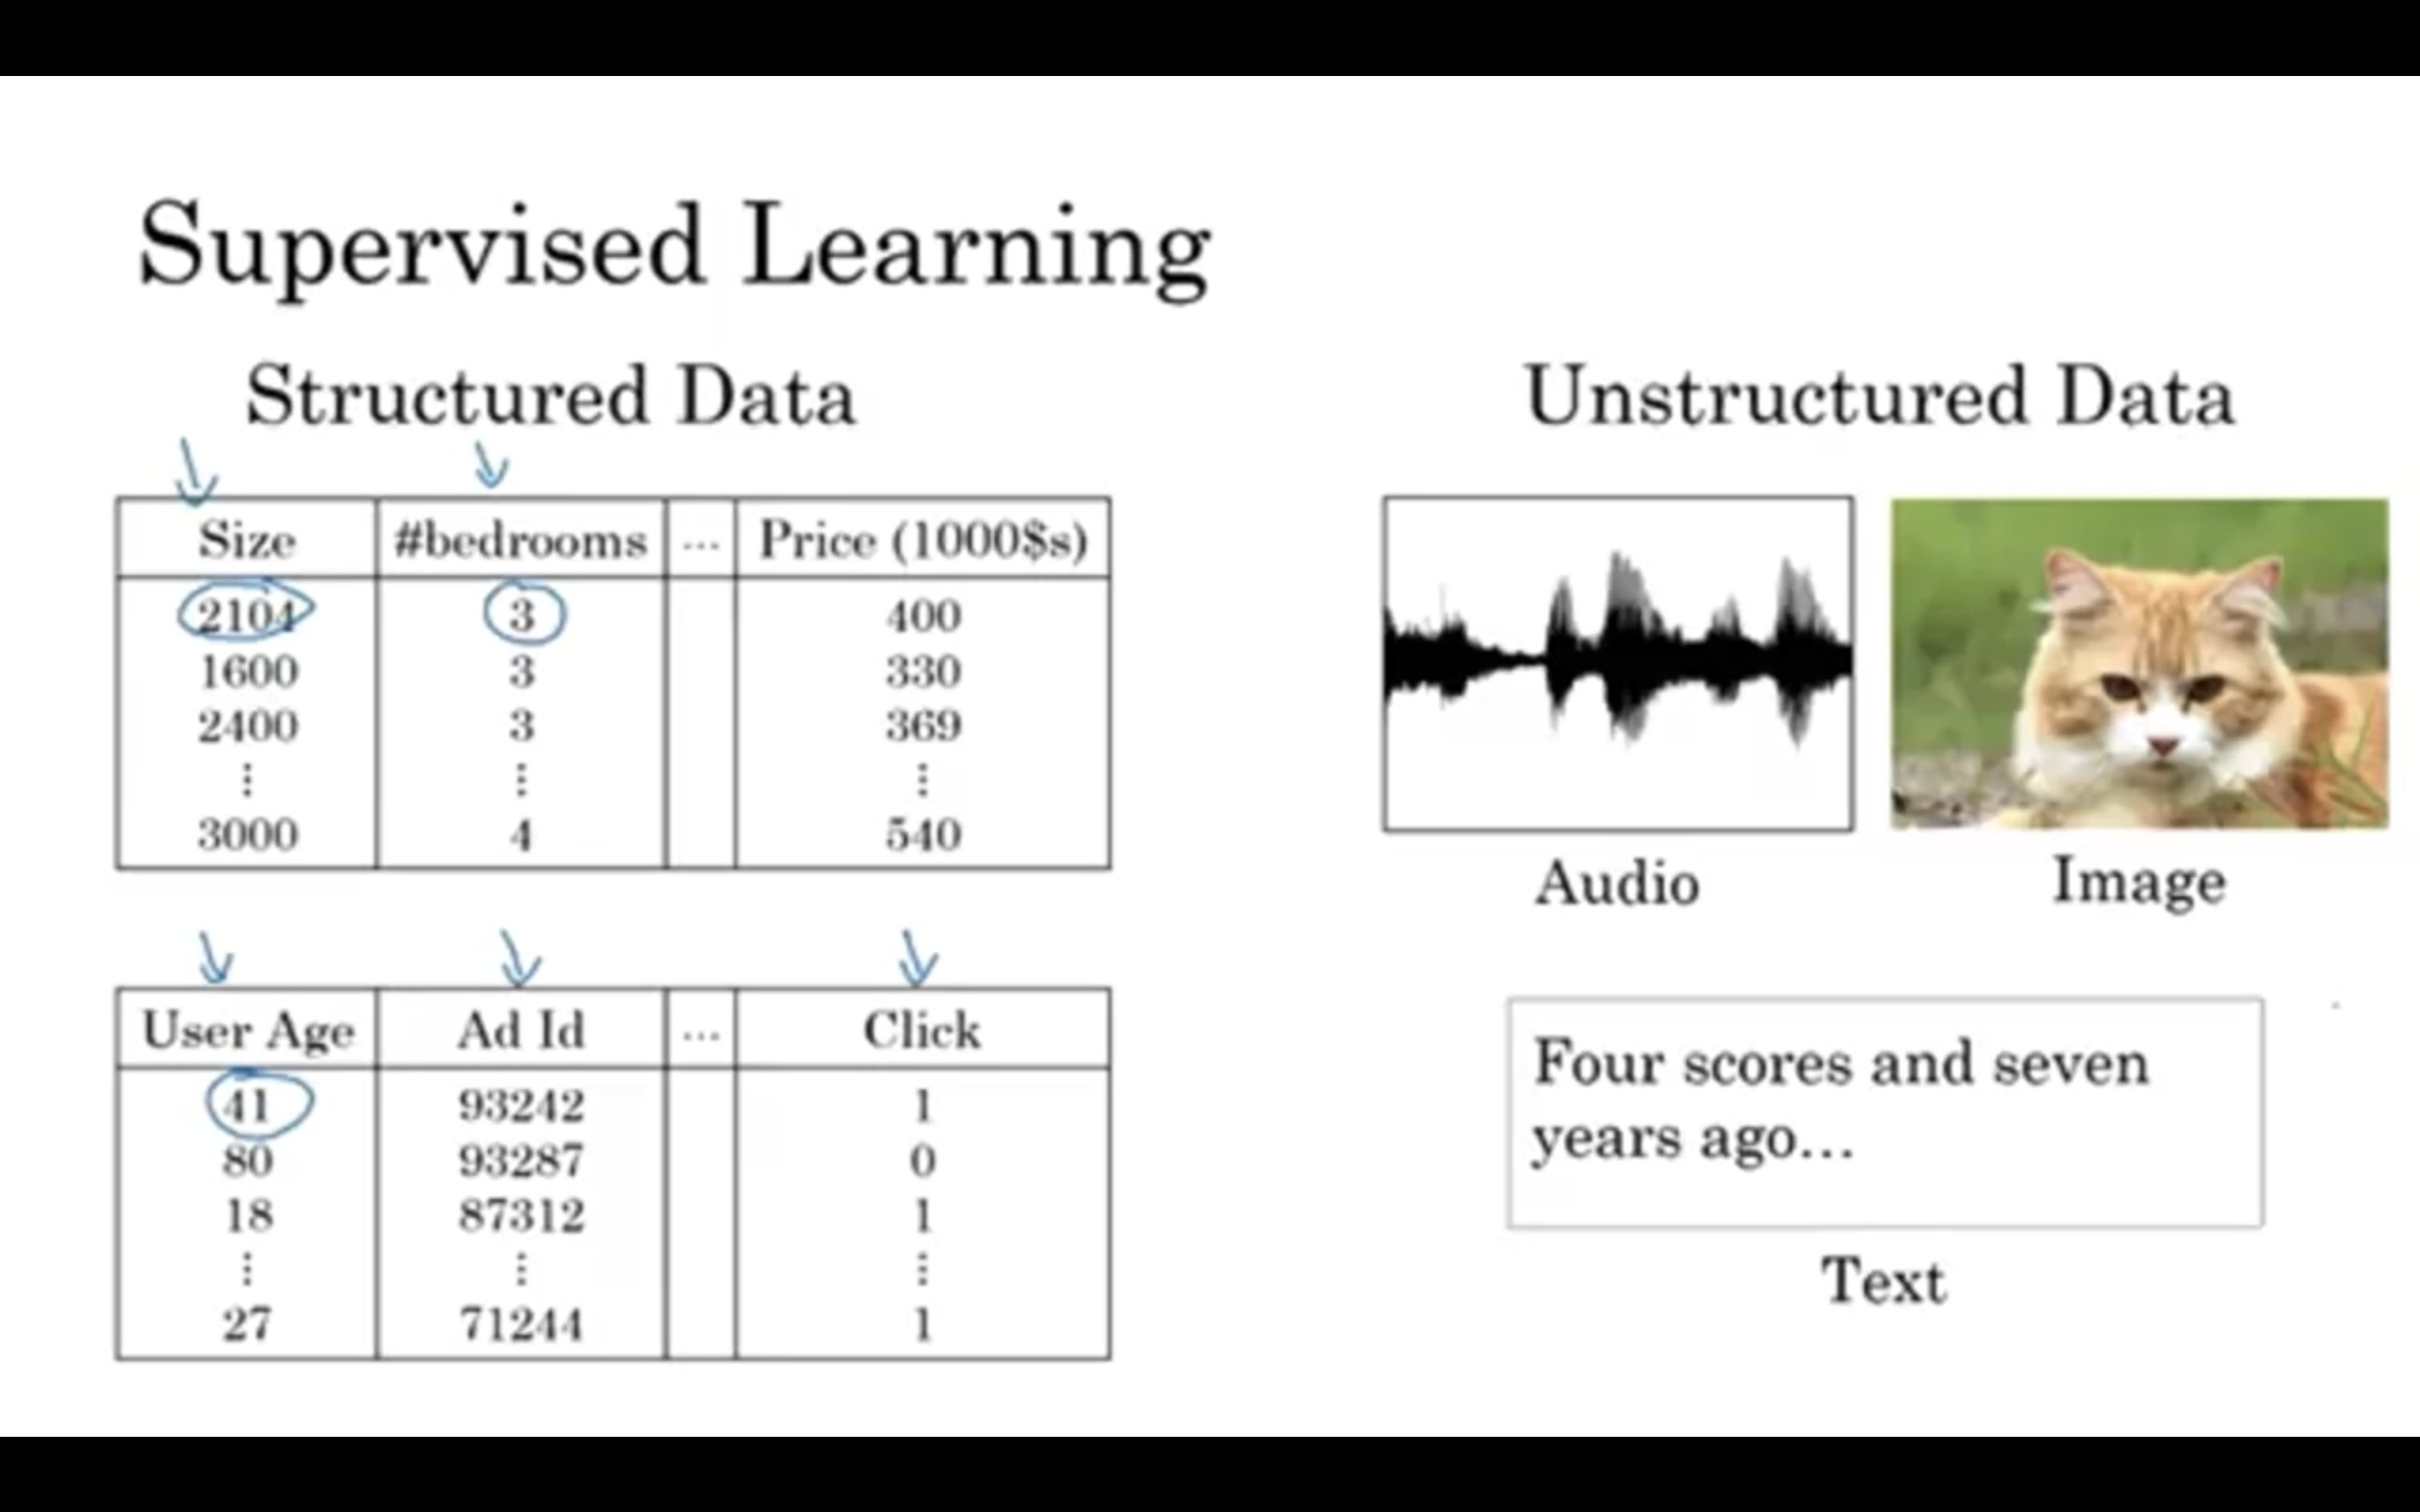 Supervised Learning
Structured Data
Size #bedrooms ... Price (1000$s)
2104 3 400
1600 3 330
2400 3 369
⋮ ⋮ ⋮
3000 4 540
User Age Ad Id ... Click
41 93242 1
80 93287 0
18 87312 1
⋮ ⋮ ⋮
27 71244 1
Unstructured Data
Audio
Image
Four scores and seven
years ago...
Text